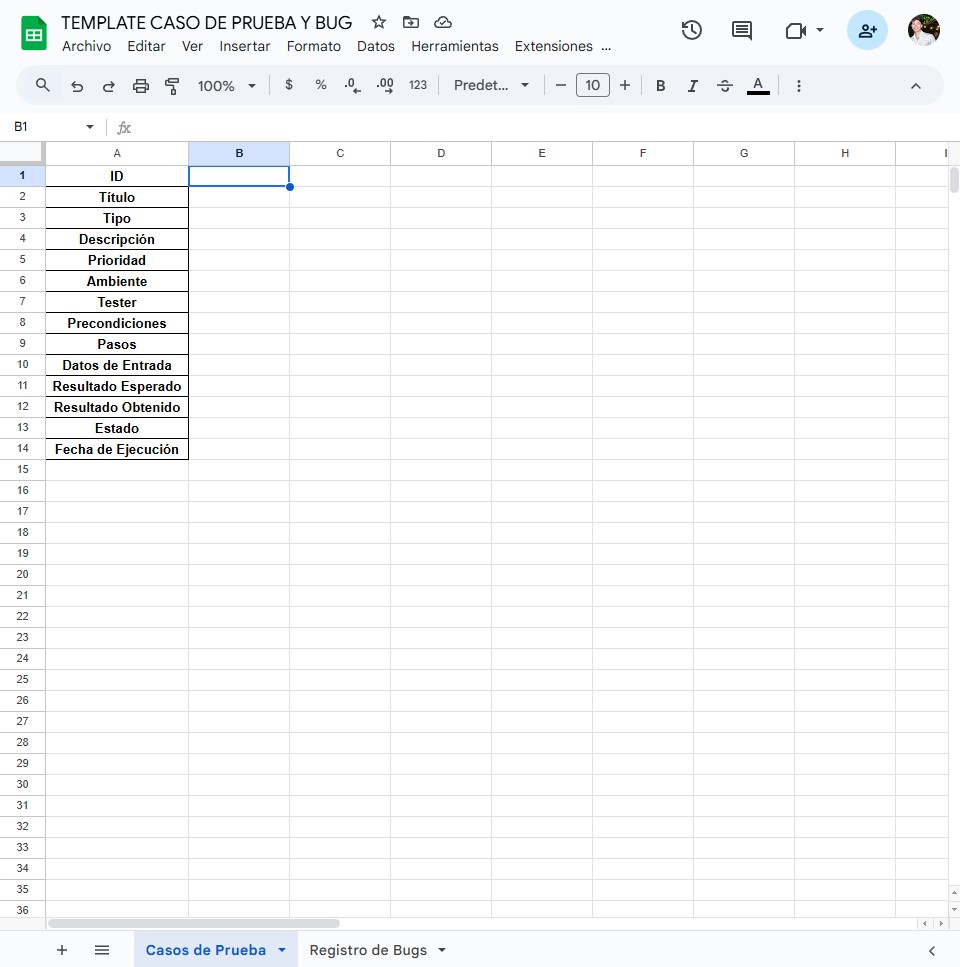 TEMPLATE CASO DE PRUEBA Y BUG
Archivo Editar Ver Insertar Formato Datos Herramientas Extensiones ...
100% $ % .0 .00 123 Predet... − 10 + B I S A
B1 fx
A B C D E F G H I
1 ID
2 Título
3 Tipo
4 Descripción
5 Prioridad
6 Ambiente
7 Tester
8 Precondiciones
9 Pasos
10 Datos de Entrada
11 Resultado Esperado
12 Resultado Obtenido
13 Estado
14 Fecha de Ejecución
15
16
17
18
19
20
21
22
23
24
25
26
27
28
29
30
31
32
33
34
35
36
+ Casos de Prueba Registro de Bugs